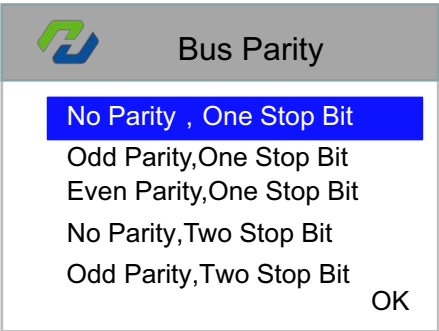 Bus Parity
No Parity，One Stop Bit
Odd Parity,One Stop Bit
Even Parity,One Stop Bit
No Parity,Two Stop Bit
Odd Parity,Two Stop Bit
OK